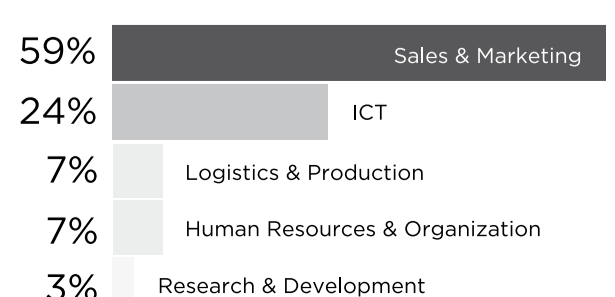 59% Sales & Marketing
24% ICT
7% Logistics & Production
7% Human Resources & Organization
3% Research & Development